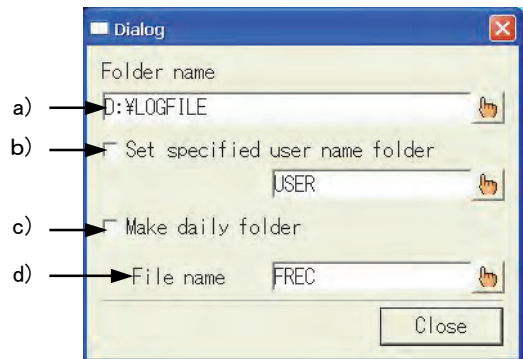 Dialog
Folder name
a) D:¥LOGFILE
b) Set specified user name folder
USER
c) Make daily folder
d) File name FREC
Close